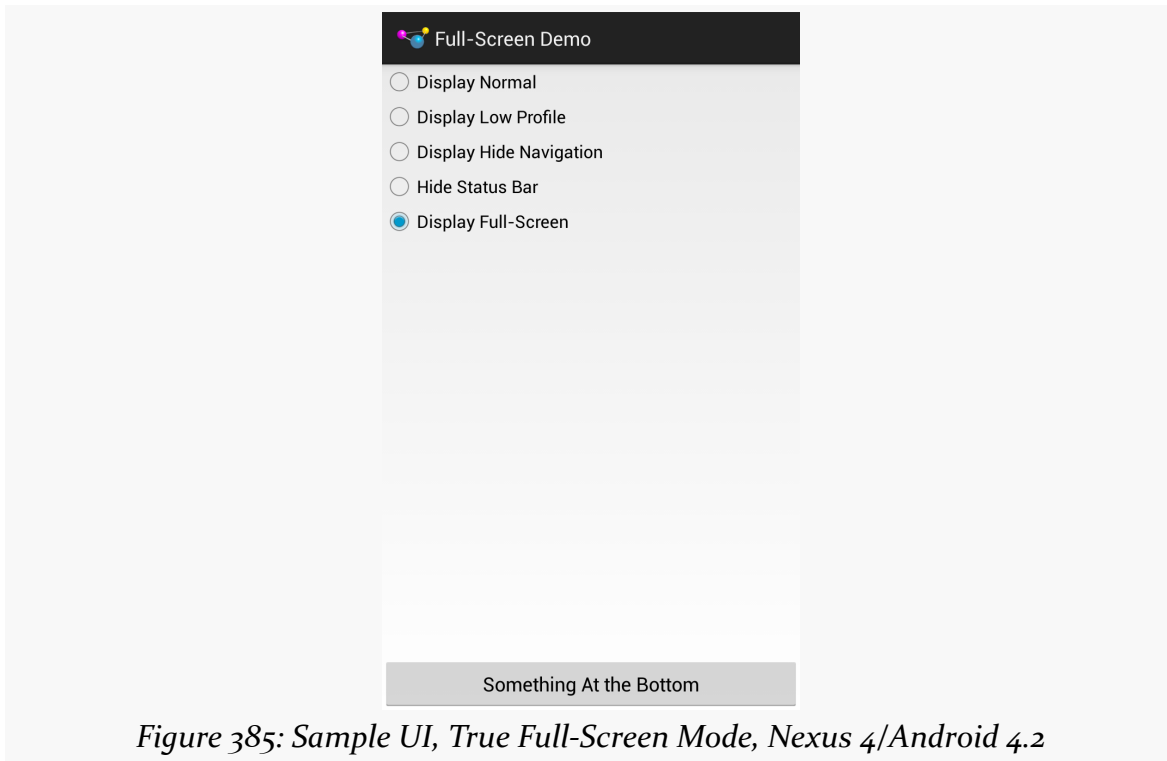 Full-Screen Demo
Display Normal
Display Low Profile
Display Hide Navigation
Hide Status Bar
Display Full-Screen
Something At the Bottom
Figure 385: Sample UI, True Full-Screen Mode, Nexus 4/Android 4.2